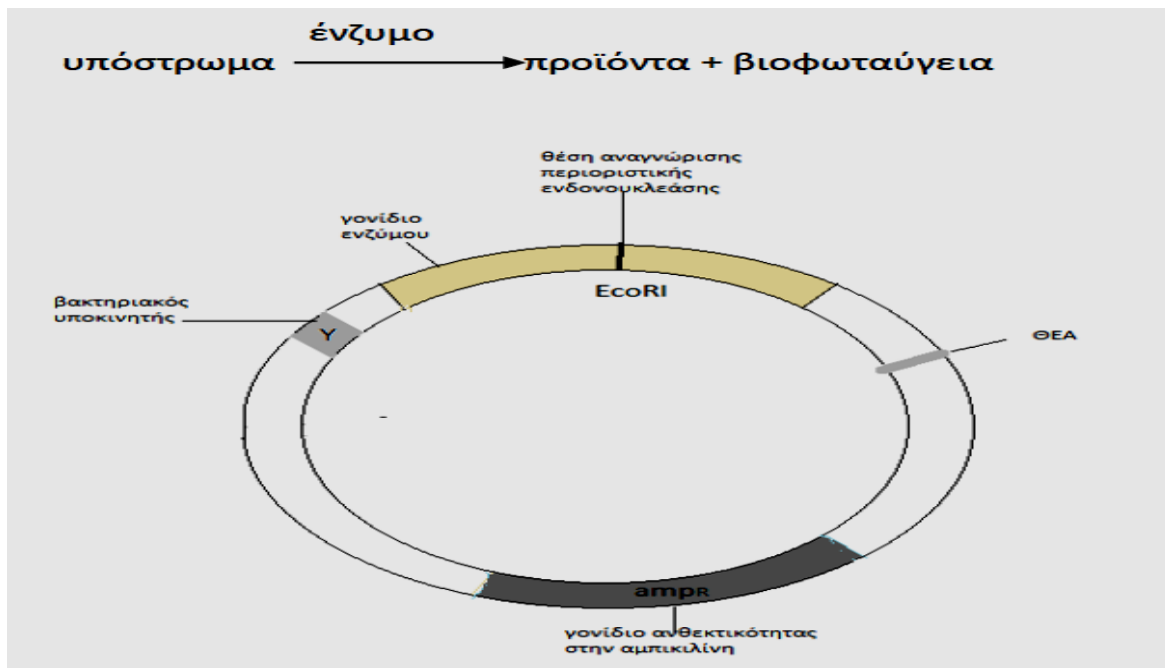 ένζυμο
υπόστρωμα → προϊόντα + βιοφωταύγεια
θέση αναγνώρισης
περιοριστικής
ενδονουκλεάσης
γονίδιο
ενζύμου
EcoRI
βακτηριακός
υποκινητής
Υ
ΘΕΑ
ampR
γονίδιο ανθεκτικότητας
στην αμπικιλίνη